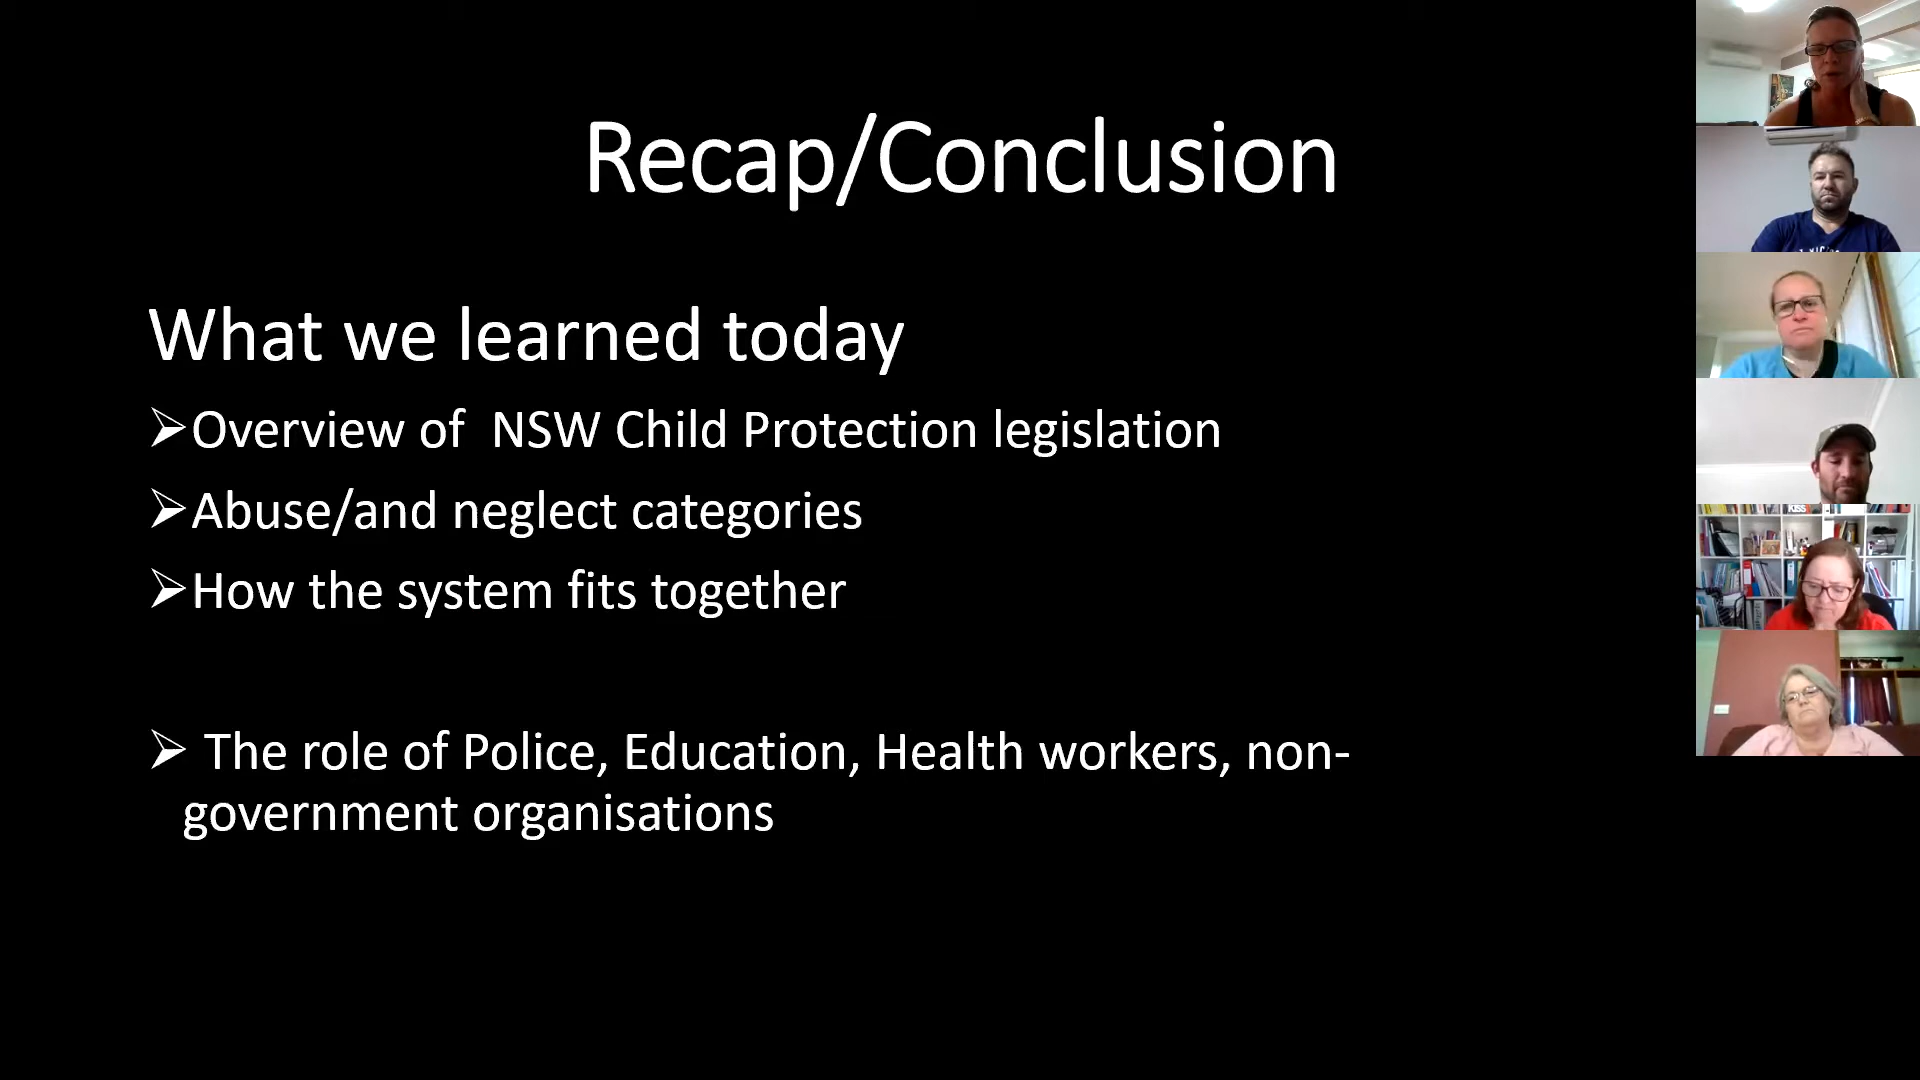 Recap/Conclusion
What we learned today
➢Overview of  NSW Child Protection legislation
➢Abuse/and neglect categories
➢How the system fits together
➢ The role of Police, Education, Health workers, non-
government organisations
KISS